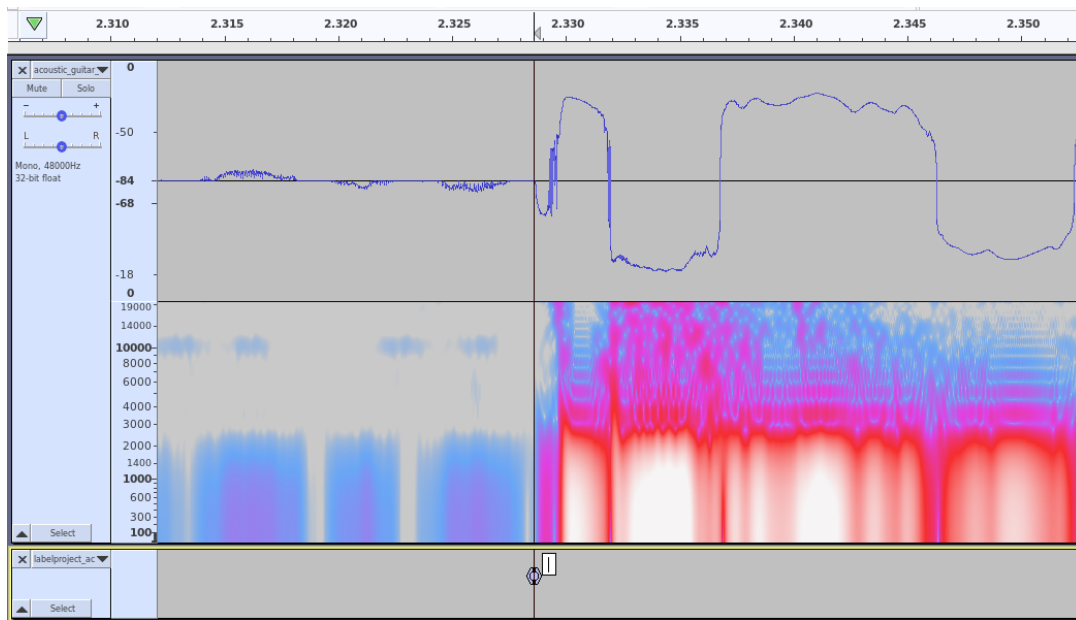 2.310 2.315 2.320 2.325 2.330 2.335 2.340 2.345 2.350
acoustic_guitar_
Mute Solo
- +
L R
Mono, 48000Hz
32-bit float
Select
0
-50
-84
-68
-18
0
19000
14000
10000
8000
6000
4000
3000
2000
1400
1000
600
300
100
labelproject_ac
Select